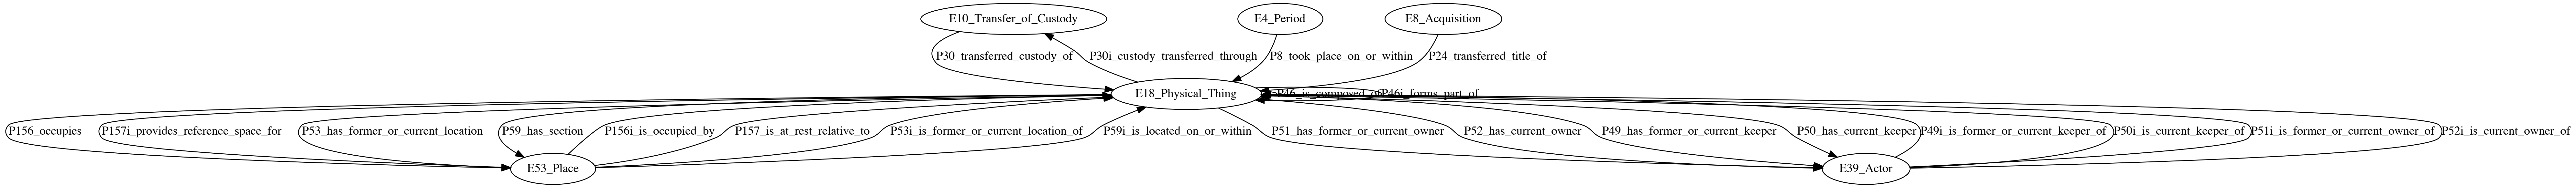 E10_Transfer_of_Custody
E4_Period
E8_Acquisition
P30_transferred_custody_of
P30i_custody_transferred_through
P8_took_place_on_or_within
P24_transferred_title_of
E18_Physical_Thing
P46_is_composed_of
P46i_forms_part_of
P156_occupies
P157i_provides_reference_space_for
P53_has_former_or_current_location
P59_has_section
P156i_is_occupied_by
P157_is_at_rest_relative_to
P53i_is_former_or_current_location_of
P59i_is_located_on_or_within
P51_has_former_or_current_owner
P52_has_current_owner
P49_has_former_or_current_keeper
P50_has_current_keeper
P49i_is_former_or_current_keeper_of
P50i_is_current_keeper_of
P51i_is_former_or_current_owner_of
P52i_is_current_owner_of
E53_Place
E39_Actor